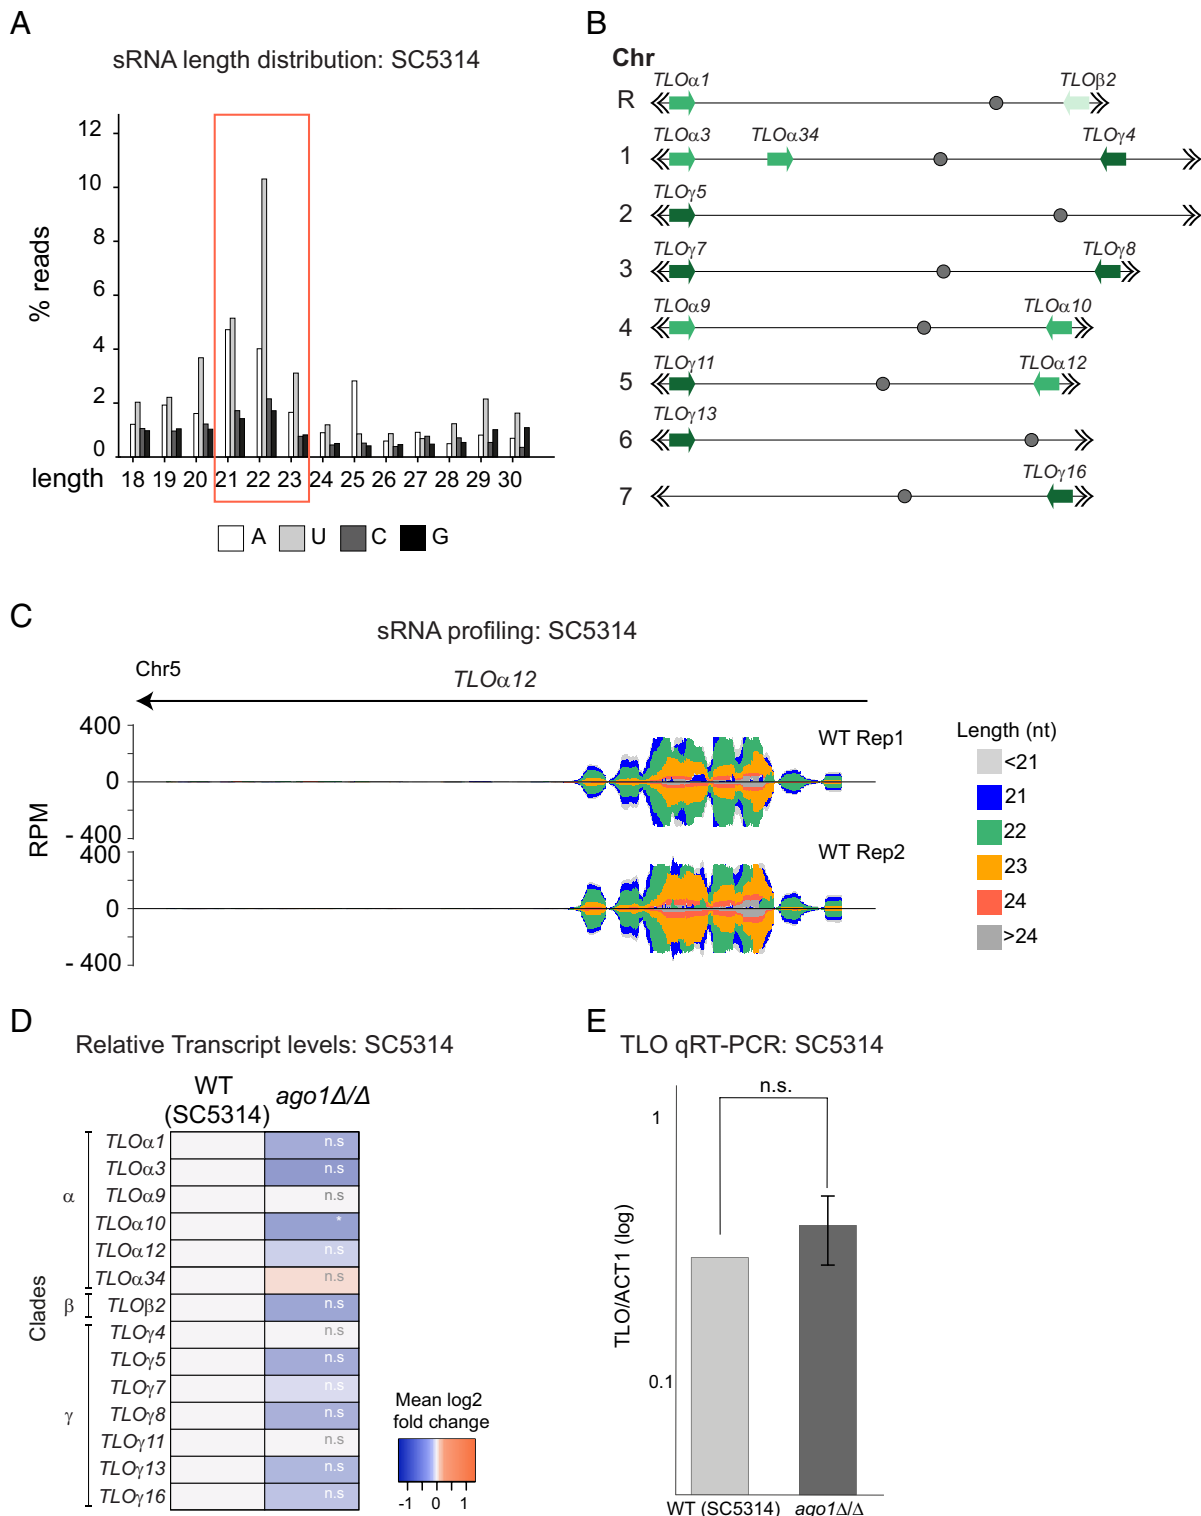 A
sRNA length distribution: SC5314
% reads
12
10
8
6
4
2
0
length 18 19 20 21 22 23 24 25 26 27 28 29 30
A U C G
B
Chr
TLOα1 TLOβ2
R
TLOα3 TLOα34 TLOγ4
1
TLOγ5
2
TLOγ7 TLOγ8
3
TLOα9 TLOα10
4
TLOγ11 TLOα12
5
TLOγ13
6
TLOγ16
7
C
sRNA profiling: SC5314
Chr5
TLOα12
RPM
400
0
- 400
WT Rep1
400
0
- 400
WT Rep2
Length (nt)
<21
21
22
23
24
>24
D
Relative Transcript levels: SC5314
WT
(SC5314)
ago1Δ/Δ
Clades
α
β
γ
TLOα1 n.s
TLOα3 n.s
TLOα9 n.s
TLOα10 *
TLOα12 n.s
TLOα34 n.s
TLOβ2 n.s
TLOγ4 n.s
TLOγ5 n.s
TLOγ7 n.s
TLOγ8 n.s
TLOγ11 n.s
TLOγ13 n.s
TLOγ16 n.s
Mean log2
fold change
-1 0 1
E
TLO qRT-PCR: SC5314
n.s.
TLO/ACT1 (log)
1
0.1
WT (SC5314) ago1Δ/Δ